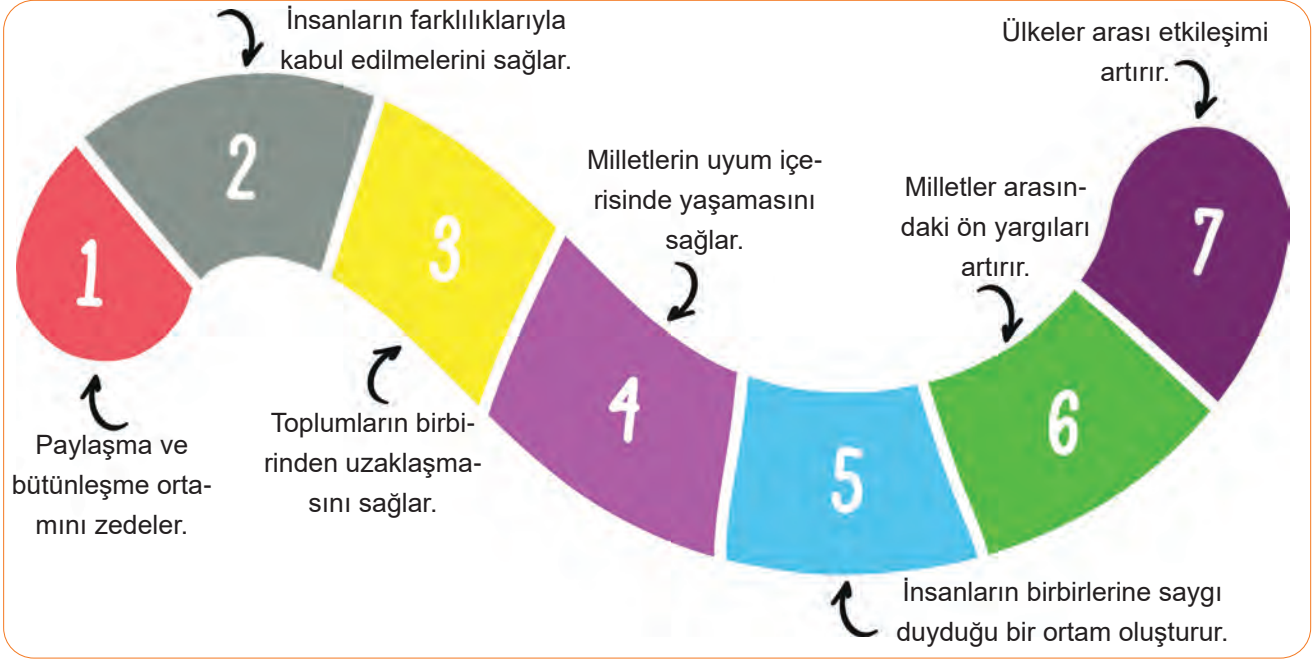 1
Paylaşma ve
bütünleşme orta-
mını zedeler.
2
İnsanların farklılıklarıyla
kabul edilmelerini sağlar.
3
Toplumların birbi-
rinden uzaklaşma-
sını sağlar.
4
Milletlerin uyum içe-
risinde yaşamasını
sağlar.
5
İnsanların birbirlerine saygı
duyduğu bir ortam oluşturur.
6
Milletler arasın-
daki ön yargıları
artırır.
7
Ülkeler arası etkileşimi
artırır.